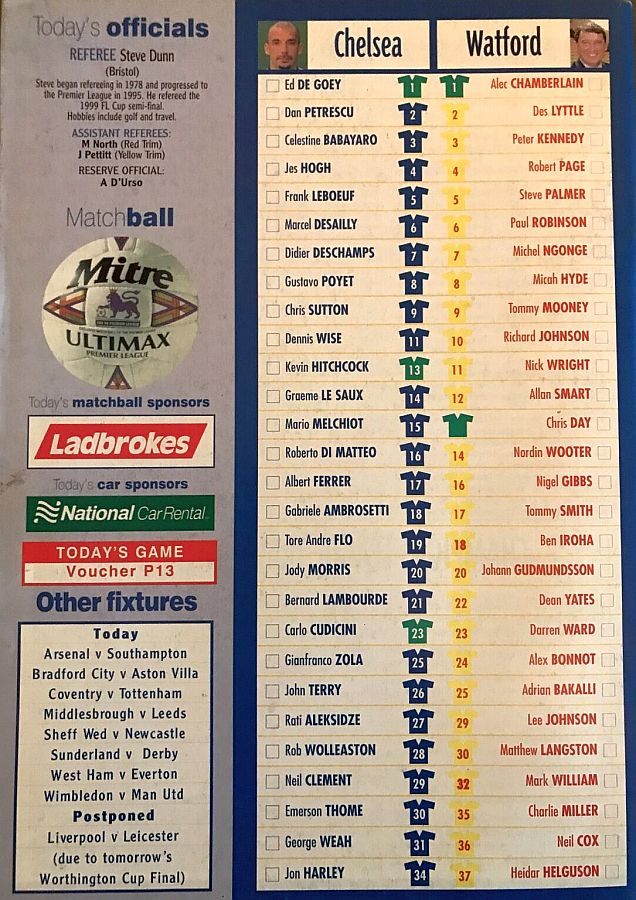 Today's officials
REFEREE Steve Dunn
(Bristol)
Steve began refereeing in 1978 and progressed to
the Premier League in 1995. He refereed the
1999 FL Cup semi-final.
Hobbies include golf and travel.
ASSISTANT REFEREES:
M North (Red Trim)
J Pettitt (Yellow Trim)
RESERVE OFFICIAL:
A D'Urso
Matchball
Mitre
ULTIMAX
PREMIER LEAGUE
Today's matchball sponsors
Ladbrokes
Today's car sponsors
National Car Rental
TODAY'S GAME
Voucher P13
Other fixtures
Today
Arsenal v Southampton
Bradford City v Aston Villa
Coventry v Tottenham
Middlesbrough v Leeds
Sheff Wed v Newcastle
Sunderland v Derby
West Ham v Everton
Wimbledon v Man Utd
Postponed
Liverpool v Leicester
(due to tomorrow's
Worthington Cup Final)
Chelsea Watford
Ed DE GOEY 1 1 Alec CHAMBERLAIN
Dan PETRESCU 2 2 Des LYTTLE
Celestine BABAYARO 3 3 Peter KENNEDY
Jes HOGH 4 4 Robert PAGE
Frank LEBOEUF 5 5 Steve PALMER
Marcel DESAILLY 6 6 Paul ROBINSON
Didier DESCHAMPS 7 7 Michel NGONGE
Gustavo POYET 8 8 Micah HYDE
Chris SUTTON 9 9 Tommy MOONEY
Dennis WISE 11 10 Richard JOHNSON
Kevin HITCHCOCK 13 11 Nick WRIGHT
Graeme LE SAUX 14 12 Allan SMART
Mario MELCHIOT 15 Chris DAY
Roberto DI MATTEO 16 14 Nordin WOOTER
Albert FERRER 17 16 Nigel GIBBS
Gabriele AMBROSETTI 18 17 Tommy SMITH
Tore Andre FLO 19 18 Ben IROHA
Jody MORRIS 20 20 Johann GUDMUNDSSON
Bernard LAMBOURDE 21 22 Dean YATES
Carlo CUDICINI 23 23 Darren WARD
Gianfranco ZOLA 25 24 Alex BONNOT
John TERRY 26 25 Adrian BAKALLI
Rati ALEKSIDZE 27 29 Lee JOHNSON
Rob WOLLEASTON 28 30 Matthew LANGSTON
Neil CLEMENT 29 32 Mark WILLIAM
Emerson THOME 30 35 Charlie MILLER
George WEAH 31 36 Neil COX
Jon HARLEY 34 37 Heidar HELGUSON